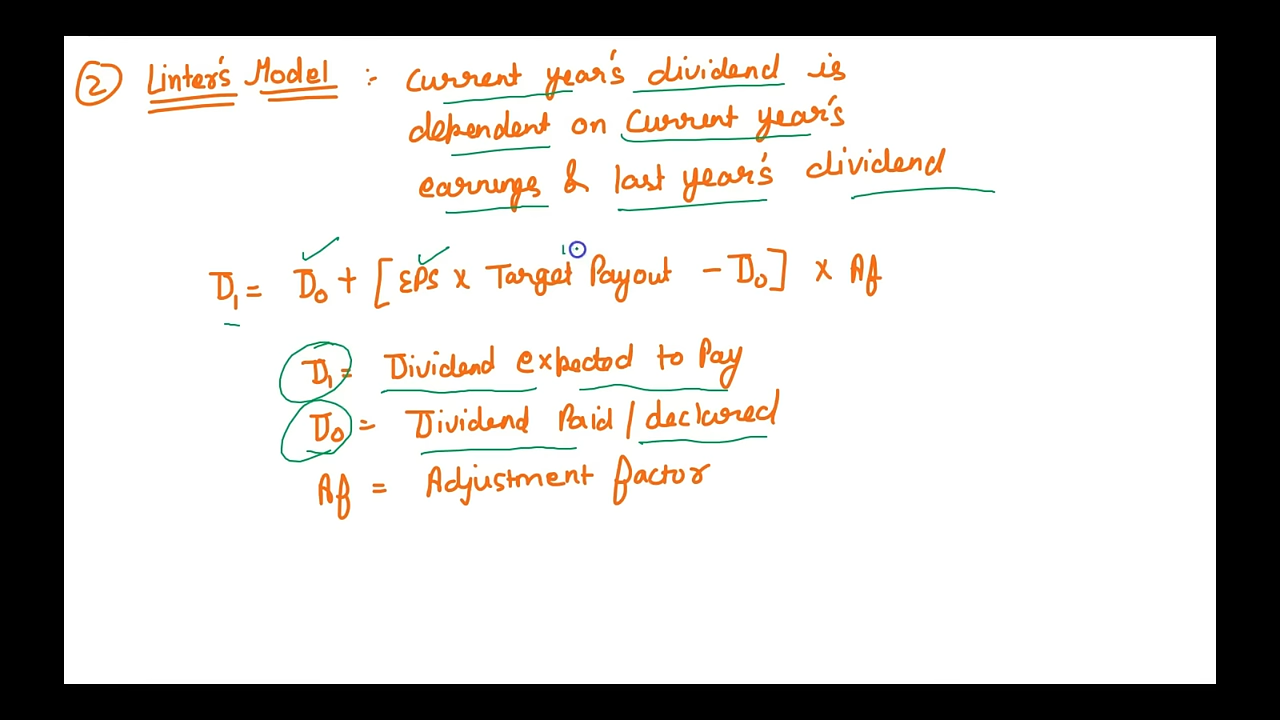 ② Linter's Model : Current year's dividend is
dependent on Current year's
earnings & last year's dividend
D₁ = D₀ + [EPS x Target Payout - D₀] x Af
D₁ = Dividend expected to Pay
D₀ = Dividend Paid / declared
Af = Adjustment factor